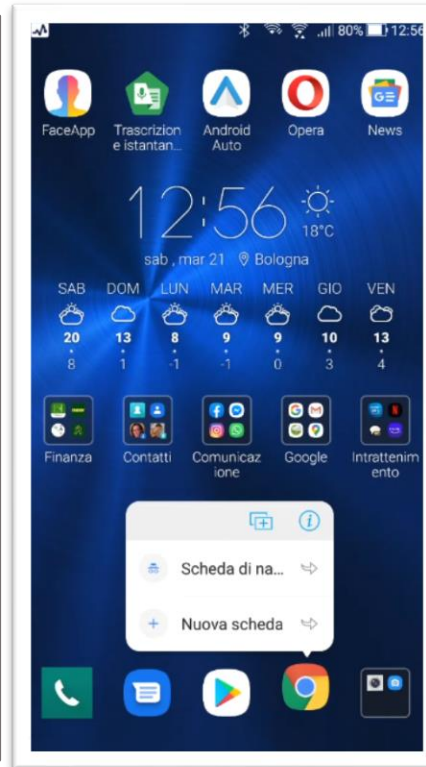 80% 12:56
FaceApp Trascrizion Android Opera News
e istantan... Auto
12:56
18°C
sab , mar 21 Bologna
SAB DOM LUN MAR MER GIO VEN
20 13 8 9 9 10 13
8 1 -1 -1 0 3 4
Finanza Contatti Comunicaz Google Intrattenim
ione ento
Scheda di na...
Nuova scheda